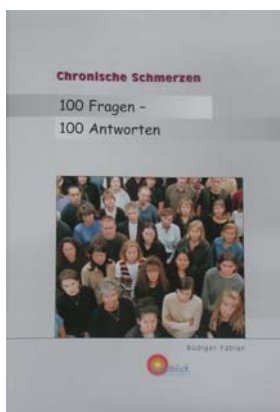 Chronische Schmerzen
100 Fragen –
100 Antworten
Rüdiger Fabian